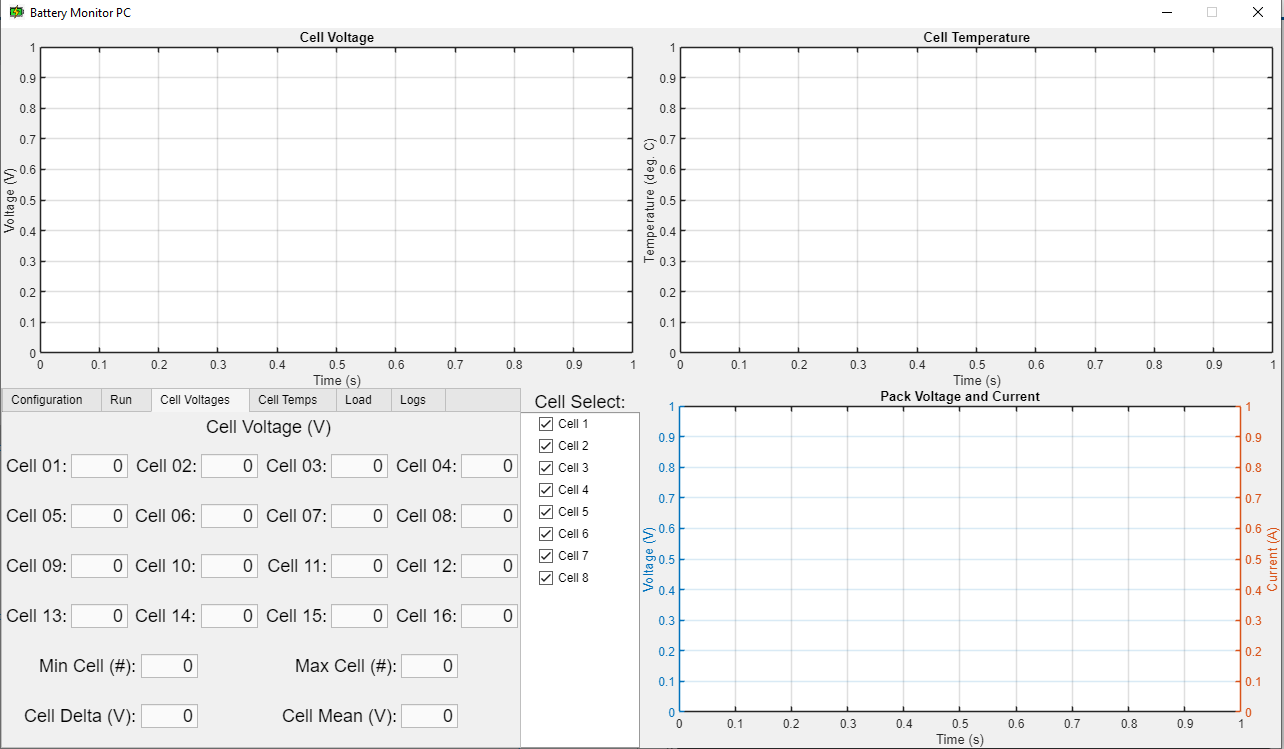 Battery Monitor PC
Cell Voltage
1
0.9
0.8
0.7
0.6
0.5
0.4
0.3
0.2
0.1
0
Voltage (V)
0 0.1 0.2 0.3 0.4 0.5 0.6 0.7 0.8 0.9 1
Time (s)
Cell Temperature
1
0.9
0.8
0.7
0.6
0.5
0.4
0.3
0.2
0.1
0
Temperature (deg. C)
0 0.1 0.2 0.3 0.4 0.5 0.6 0.7 0.8 0.9 1
Time (s)
Configuration Run Cell Voltages Cell Temps Load Logs
Cell Voltage (V)
Cell 01: 0 Cell 02: 0 Cell 03: 0 Cell 04: 0
Cell 05: 0 Cell 06: 0 Cell 07: 0 Cell 08: 0
Cell 09: 0 Cell 10: 0 Cell 11: 0 Cell 12: 0
Cell 13: 0 Cell 14: 0 Cell 15: 0 Cell 16: 0
Min Cell (#): 0 Max Cell (#): 0
Cell Delta (V): 0 Cell Mean (V): 0
Cell Select:
Cell 1
Cell 2
Cell 3
Cell 4
Cell 5
Cell 6
Cell 7
Cell 8
Pack Voltage and Current
1
0.9
0.8
0.7
0.6
0.5
0.4
0.3
0.2
0.1
0
Voltage (V)
1
0.9
0.8
0.7
0.6
0.5
0.4
0.3
0.2
0.1
0
Current (A)
0 0.1 0.2 0.3 0.4 0.5 0.6 0.7 0.8 0.9 1
Time (s)